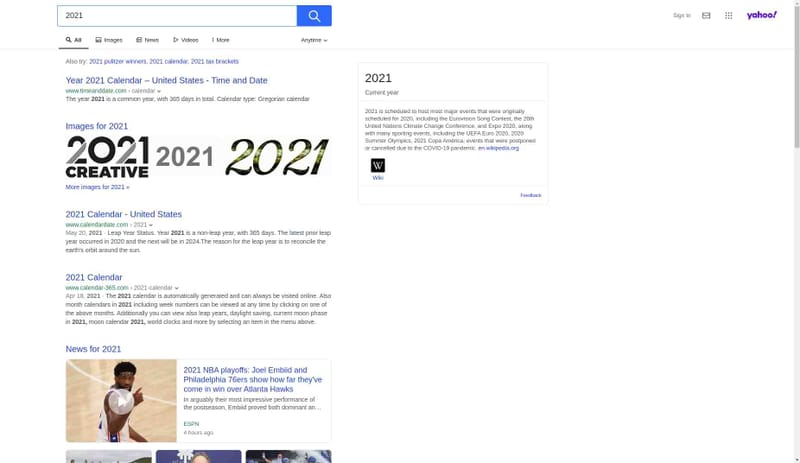 2021
Sign in
yahoo!
All
Images
News
Videos
More
Anytime
Also try: 2021 pulitzer winners, 2021 calendar, 2021 tax brackets
Year 2021 Calendar – United States - Time and Date
www.timeanddate.com › calendar
The year 2021 is a common year, with 365 days in total. Calendar type: Gregorian calendar
Images for 2021
2021
CREATIVE
2021
2021
More images for 2021 »
2021 Calendar - United States
www.calendardate.com › 2021
May 20, 2021 · Leap Year Status. Year 2021 is a non-leap year, with 365 days. The latest prior leap
year occurred in 2020 and the next will be in 2024.The reason for the leap year is to reconcile the
earth's orbit around the sun.
2021 Calendar
www.calendar-365.com › 2021-calendar
Apr 18, 2021 · The 2021 calendar is automatically generated and can always be visited online. Also
month calendars in 2021 including week numbers can be viewed at any time by clicking on one of
the above months. Additionally you can view also leap years, daylight saving, current moon phase
in 2021, moon calendar 2021, world clocks and more by selecting an item in the menu above.
News for 2021
2021 NBA playoffs: Joel Embiid and
Philadelphia 76ers show how far they've
come in win over Atlanta Hawks
In arguably their most impressive performance of
the postseason, Embiid proved both dominant an…
ESPN
4 hours ago
2021
Current year
2021 is scheduled to host most major events that were originally
scheduled for 2020, including the Eurovision Song Contest, the 26th
United Nations Climate Change Conference, and Expo 2020, along
with many sporting events, including the UEFA Euro 2020, 2020
Summer Olympics, 2021 Copa América, events that were postponed
or cancelled due to the COVID-19 pandemic. en.wikipedia.org
W
Wiki
Feedback